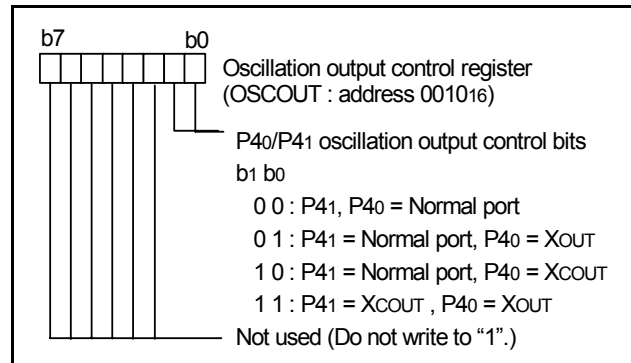 b7 b0
Oscillation output control register
(OSCOUT : address 001016)
P40/P41 oscillation output control bits
b1 b0
0 0 : P41, P40 = Normal port
0 1 : P41 = Normal port, P40 = XOUT
1 0 : P41 = Normal port, P40 = XCOUT
1 1 : P41 = XCOUT , P40 = XOUT
Not used (Do not write to “1”.)